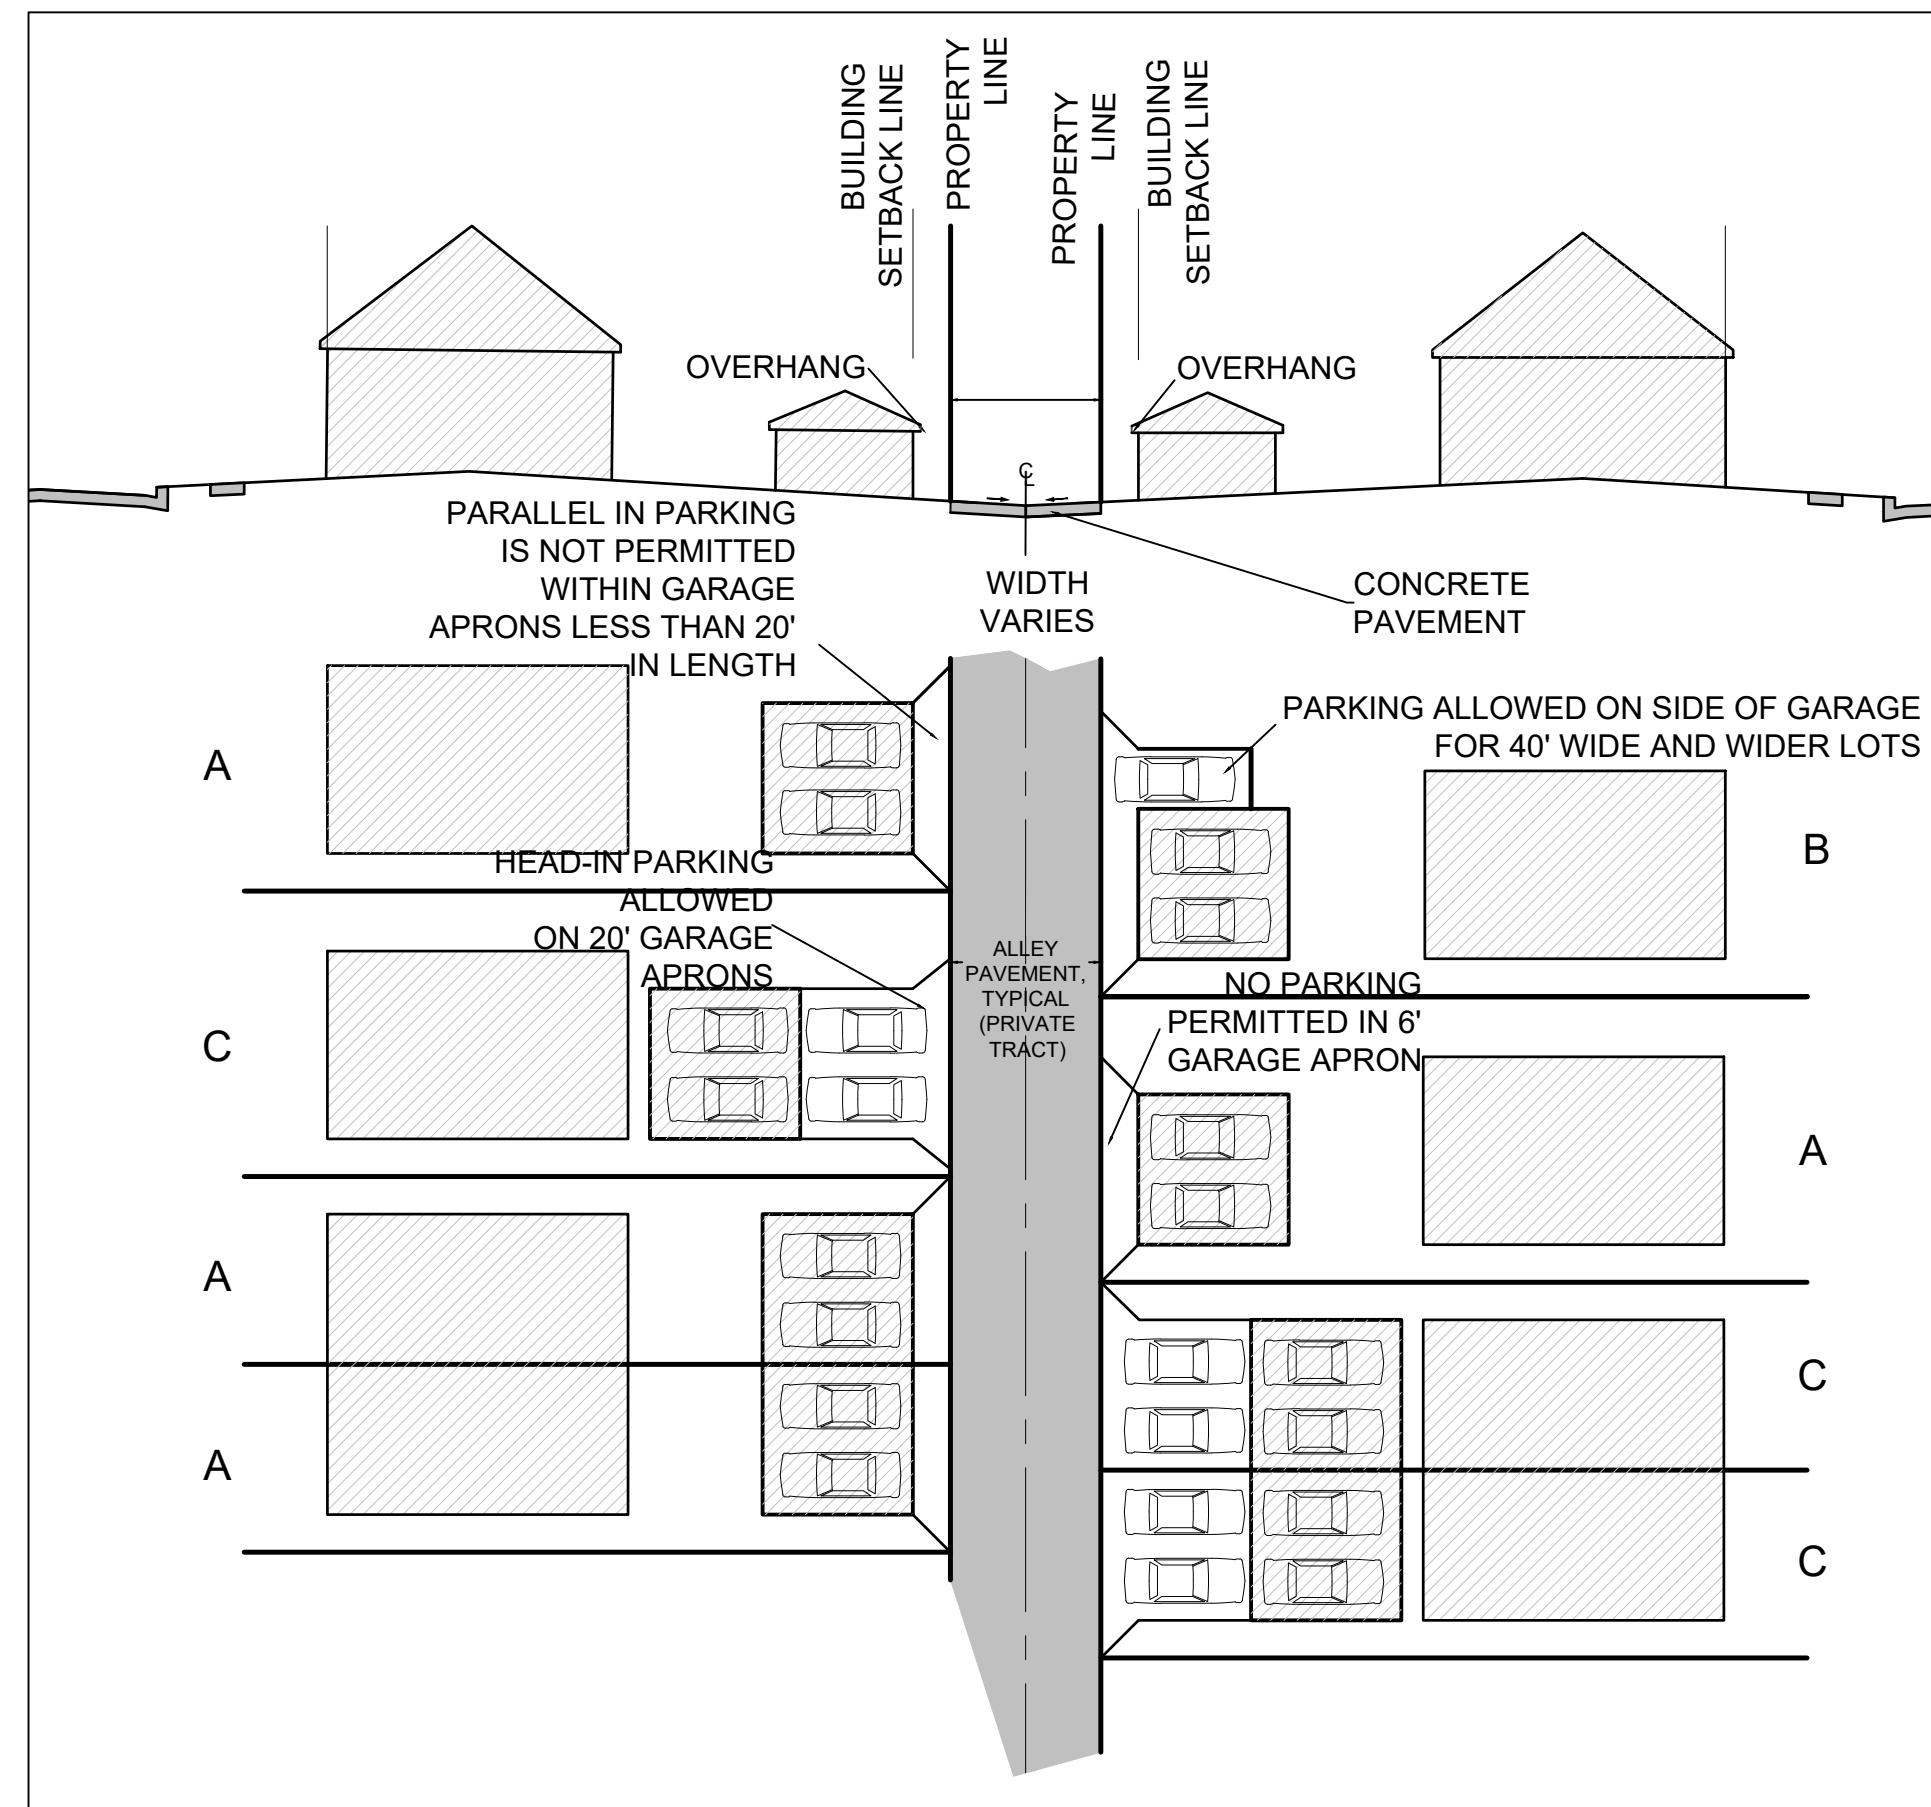 BUILDING
SETBACK LINE
PROPERTY
LINE
PROPERTY
LINE
BUILDING
SETBACK LINE
OVERHANG
OVERHANG
CL
PARALLEL IN PARKING
IS NOT PERMITTED
WITHIN GARAGE
APRONS LESS THAN 20'
IN LENGTH
WIDTH
VARIES
CONCRETE
PAVEMENT
PARKING ALLOWED ON SIDE OF GARAGE
FOR 40' WIDE AND WIDER LOTS
A
B
HEAD-IN PARKING
ALLOWED
ON 20' GARAGE
APRONS
ALLEY
PAVEMENT,
TYPICAL
(PRIVATE
TRACT)
NO PARKING
PERMITTED IN 6'
GARAGE APRON
C
A
A
C
A
C